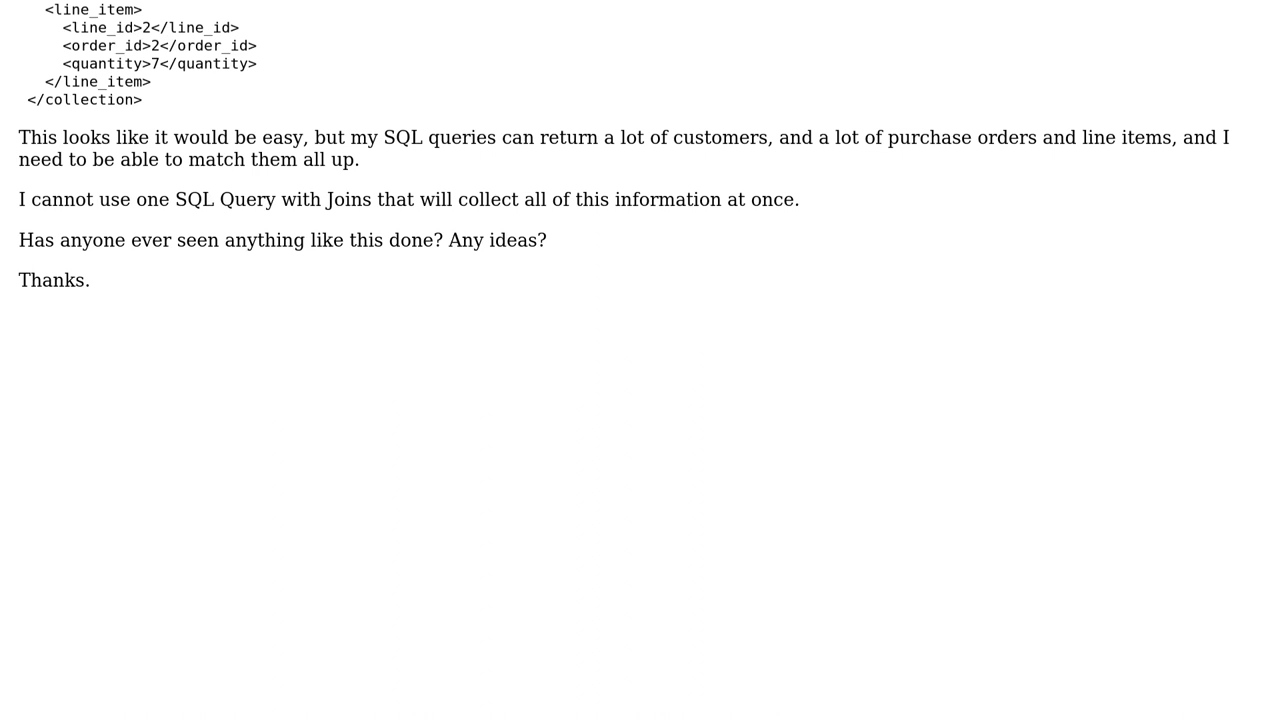 <line_item>
<line_id>2</line_id>
<order_id>2</order_id>
<quantity>7</quantity>
</line_item>
</collection>
This looks like it would be easy, but my SQL queries can return a lot of customers, and a lot of purchase orders and line items, and I
need to be able to match them all up.
I cannot use one SQL Query with Joins that will collect all of this information at once.
Has anyone ever seen anything like this done? Any ideas?
Thanks.